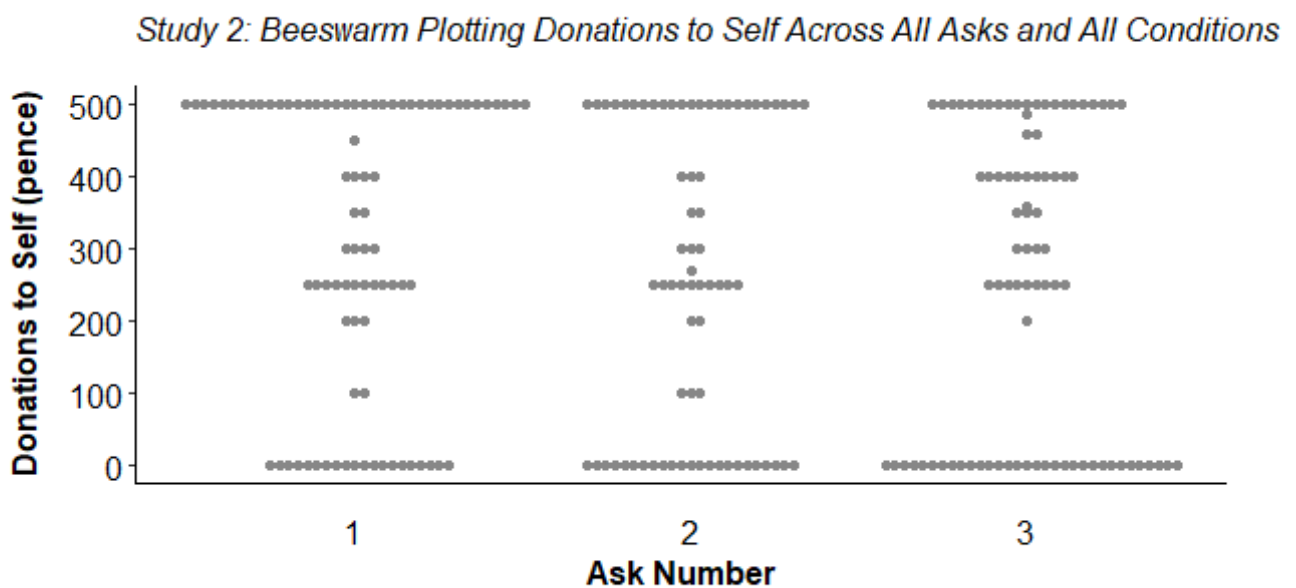 Study 2: Beeswarm Plotting Donations to Self Across All Asks and All Conditions
Donations to Self (pence)
500
400
300
200
100
0
1 2 3
Ask Number